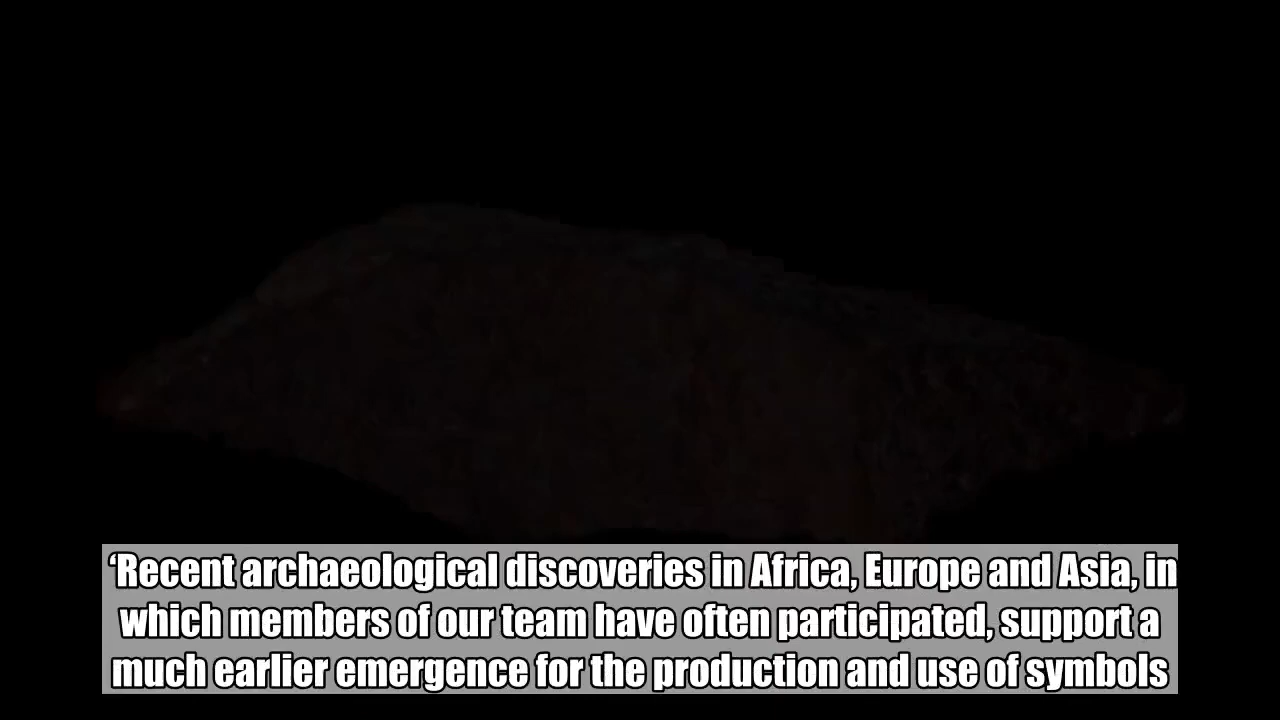 ‘Recent archaeological discoveries in Africa, Europe and Asia, in
which members of our team have often participated, support a
much earlier emergence for the production and use of symbols